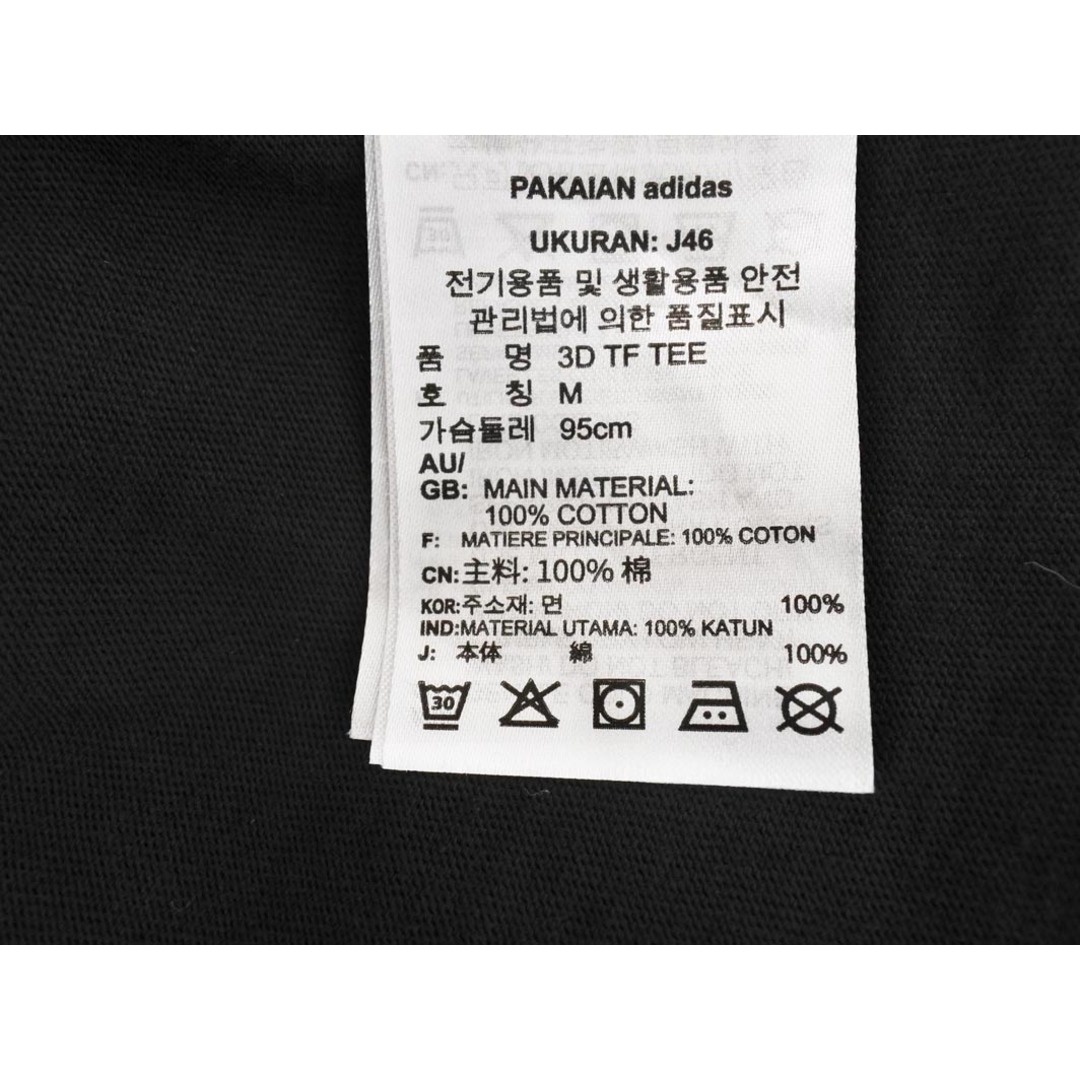 PAKAIAN adidas
UKURAN: J46
전기용품 및 생활용품 안전
관리법에 의한 품질표시
품 명 3D TF TEE
호 칭 M
가슴둘레 95cm
AU/
GB: MAIN MATERIAL:
100% COTTON
F: MATIERE PRINCIPALE: 100% COTON
CN:主料: 100% 棉
KOR:주소재: 면 100%
IND:MATERIAL UTAMA: 100% KATUN
J: 本体 綿 100%
30